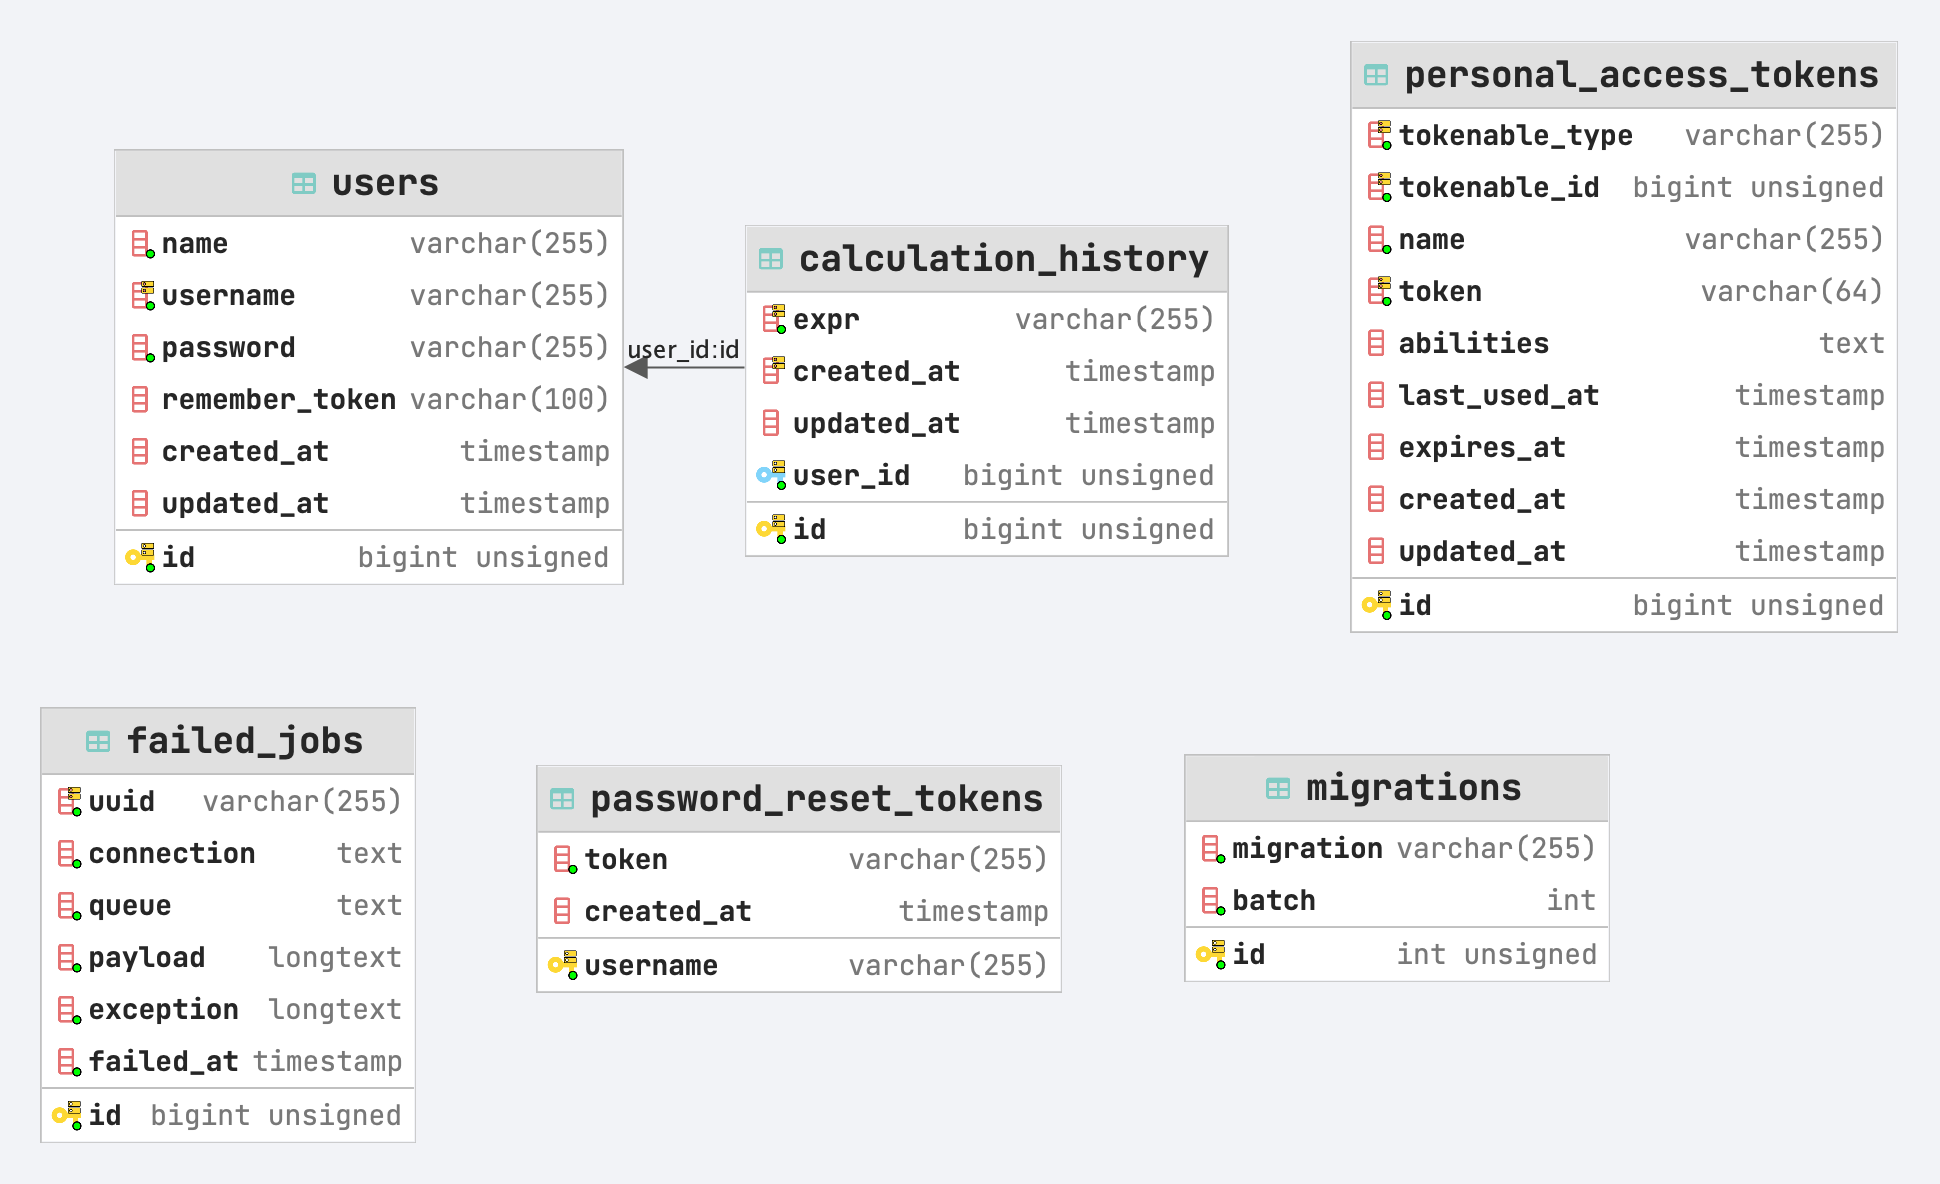 users
name varchar(255)
username varchar(255)
password varchar(255)
remember_token varchar(100)
created_at timestamp
updated_at timestamp
id bigint unsigned
user_id:id
calculation_history
expr varchar(255)
created_at timestamp
updated_at timestamp
user_id bigint unsigned
id bigint unsigned
personal_access_tokens
tokenable_type varchar(255)
tokenable_id bigint unsigned
name varchar(255)
token varchar(64)
abilities text
last_used_at timestamp
expires_at timestamp
created_at timestamp
updated_at timestamp
id bigint unsigned
failed_jobs
uuid varchar(255)
connection text
queue text
payload longtext
exception longtext
failed_at timestamp
id bigint unsigned
password_reset_tokens
token varchar(255)
created_at timestamp
username varchar(255)
migrations
migration varchar(255)
batch int
id int unsigned